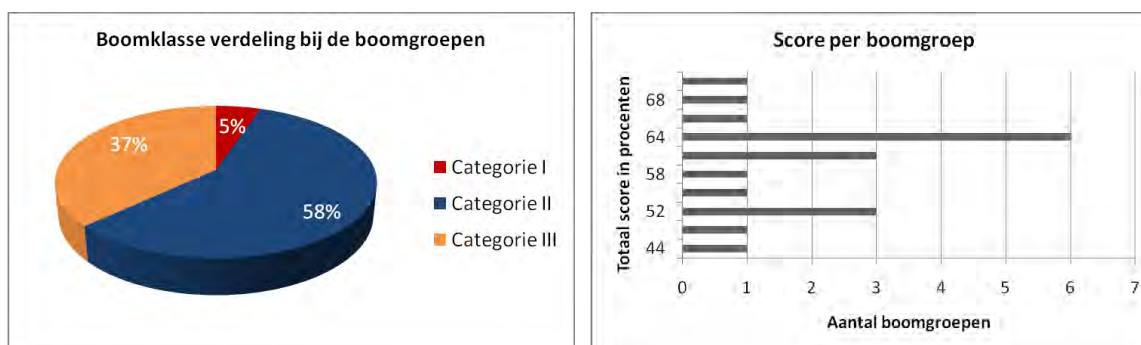 Boomklasse verdeling bij de boomgroepen
5%
37%
58%
Categorie I
Categorie II
Categorie III
Score per boomgroep
Totaal score in procenten
68
64
58
52
44
0 1 2 3 4 5 6 7
Aantal boomgroepen